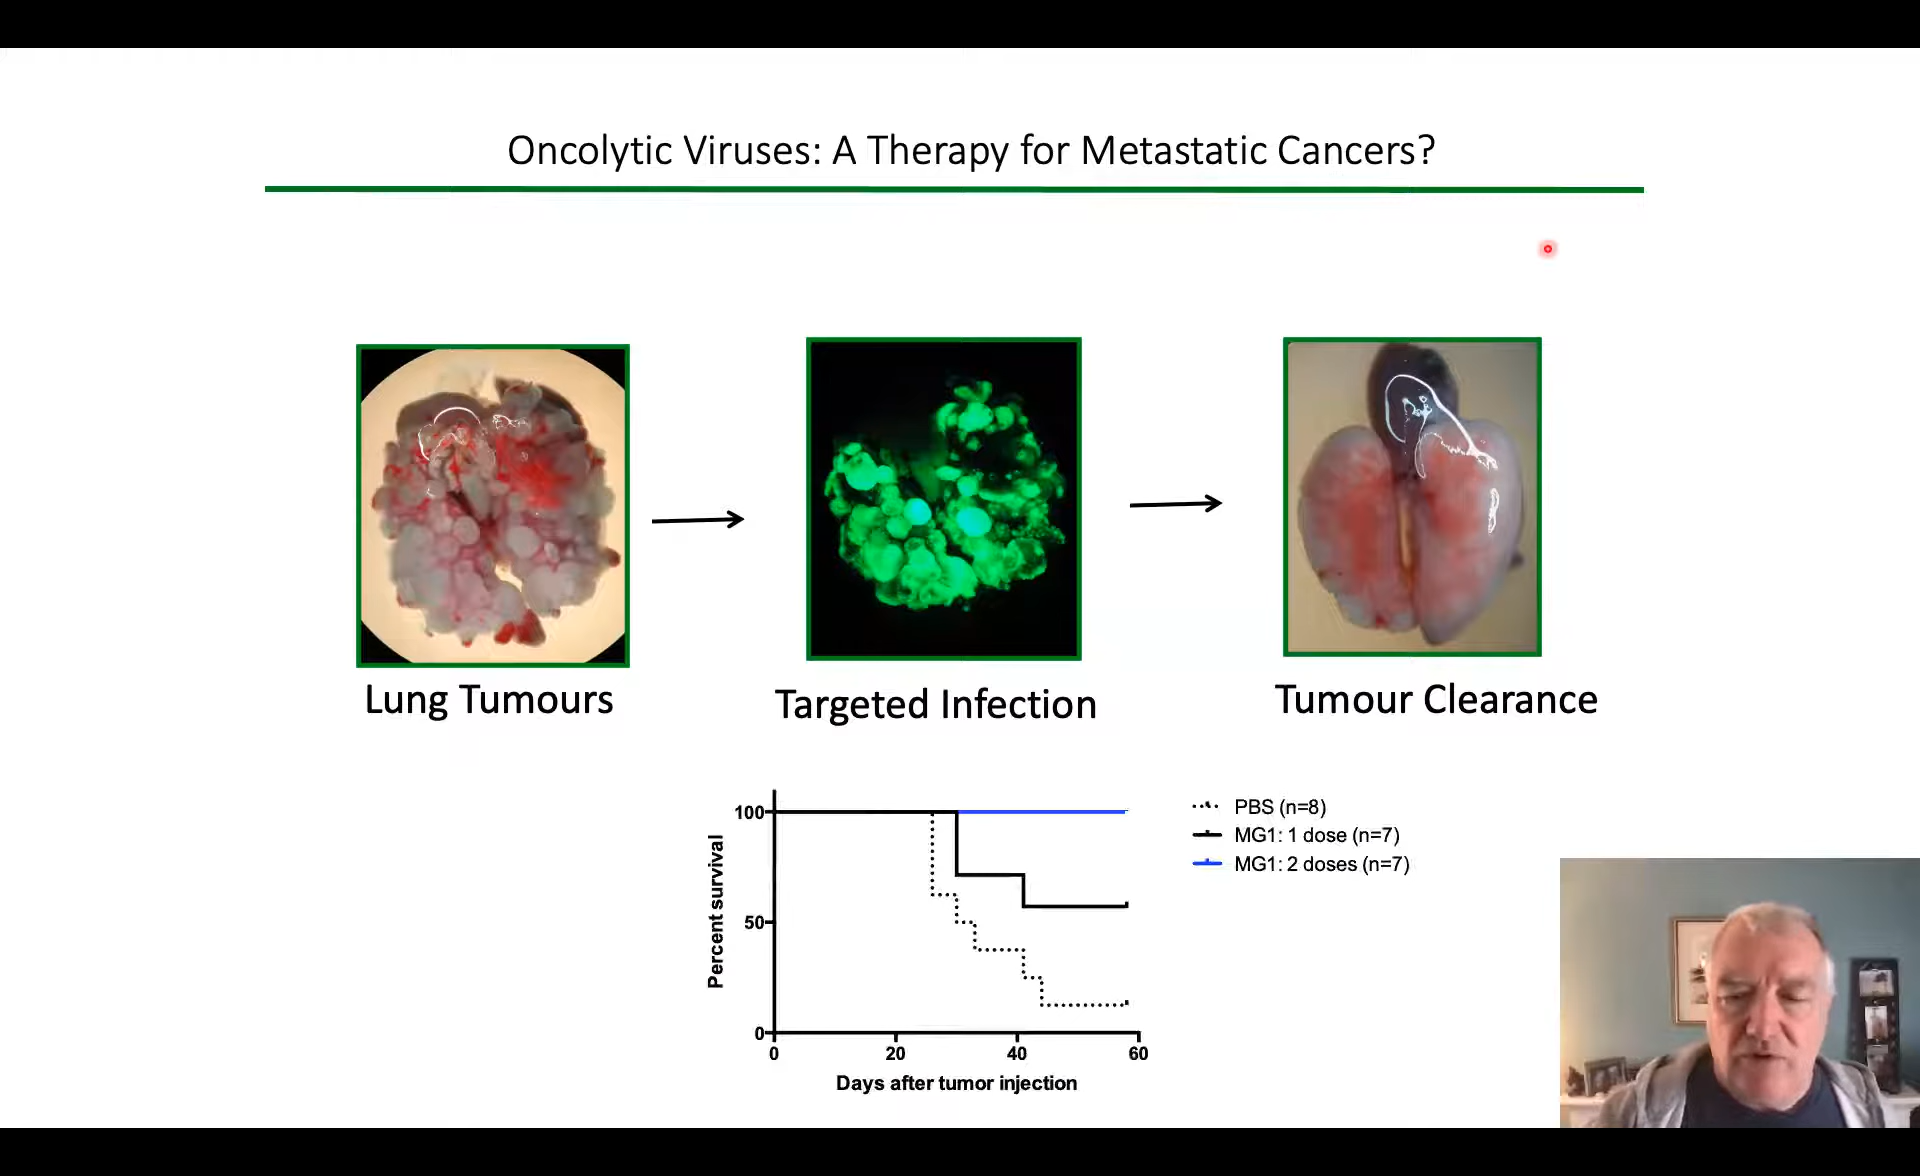 Oncolytic Viruses: A Therapy for Metastatic Cancers?
Lung Tumours
Targeted Infection
Tumour Clearance
100
50
0
Percent survival
0 20 40 60
Days after tumor injection
PBS (n=8)
MG1: 1 dose (n=7)
MG1: 2 doses (n=7)